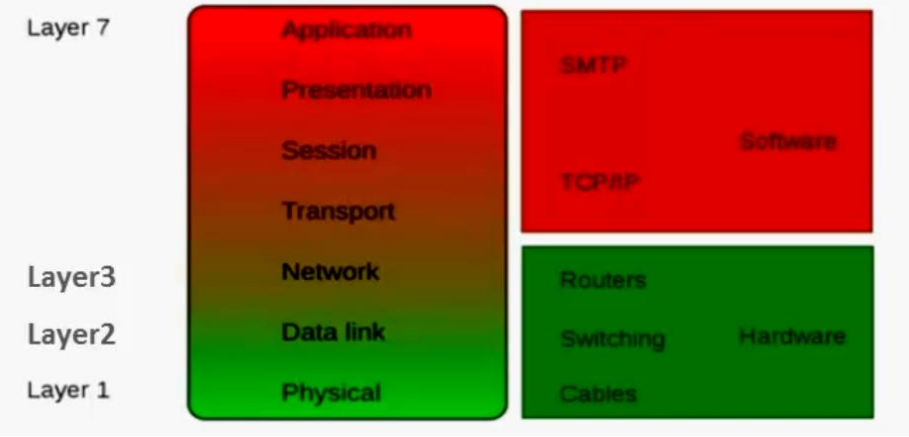 Layer 7
Application
Presentation
Session
Transport
Layer3
Network
Layer2
Data link
Layer 1
Physical
SMTP
Software
TCP/IP
Routers
Switching
Hardware
Cables